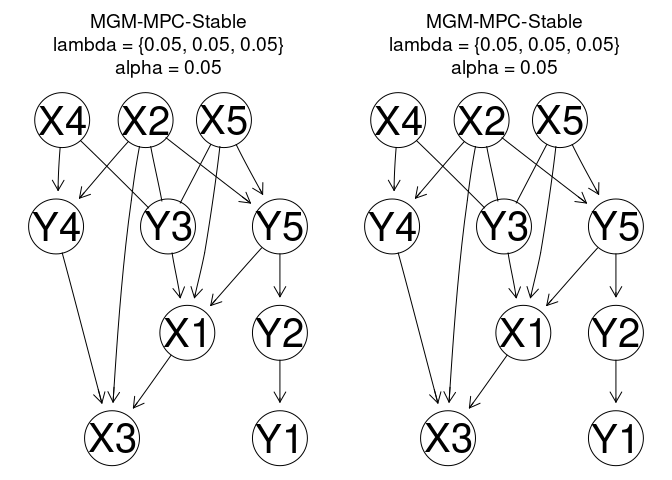 MGM-MPC-Stable
lambda = {0.05, 0.05, 0.05}
alpha = 0.05
X4 X2 X5
Y4 Y3 Y5
X1 Y2
X3 Y1
MGM-MPC-Stable
lambda = {0.05, 0.05, 0.05}
alpha = 0.05
X4 X2 X5
Y4 Y3 Y5
X1 Y2
X3 Y1